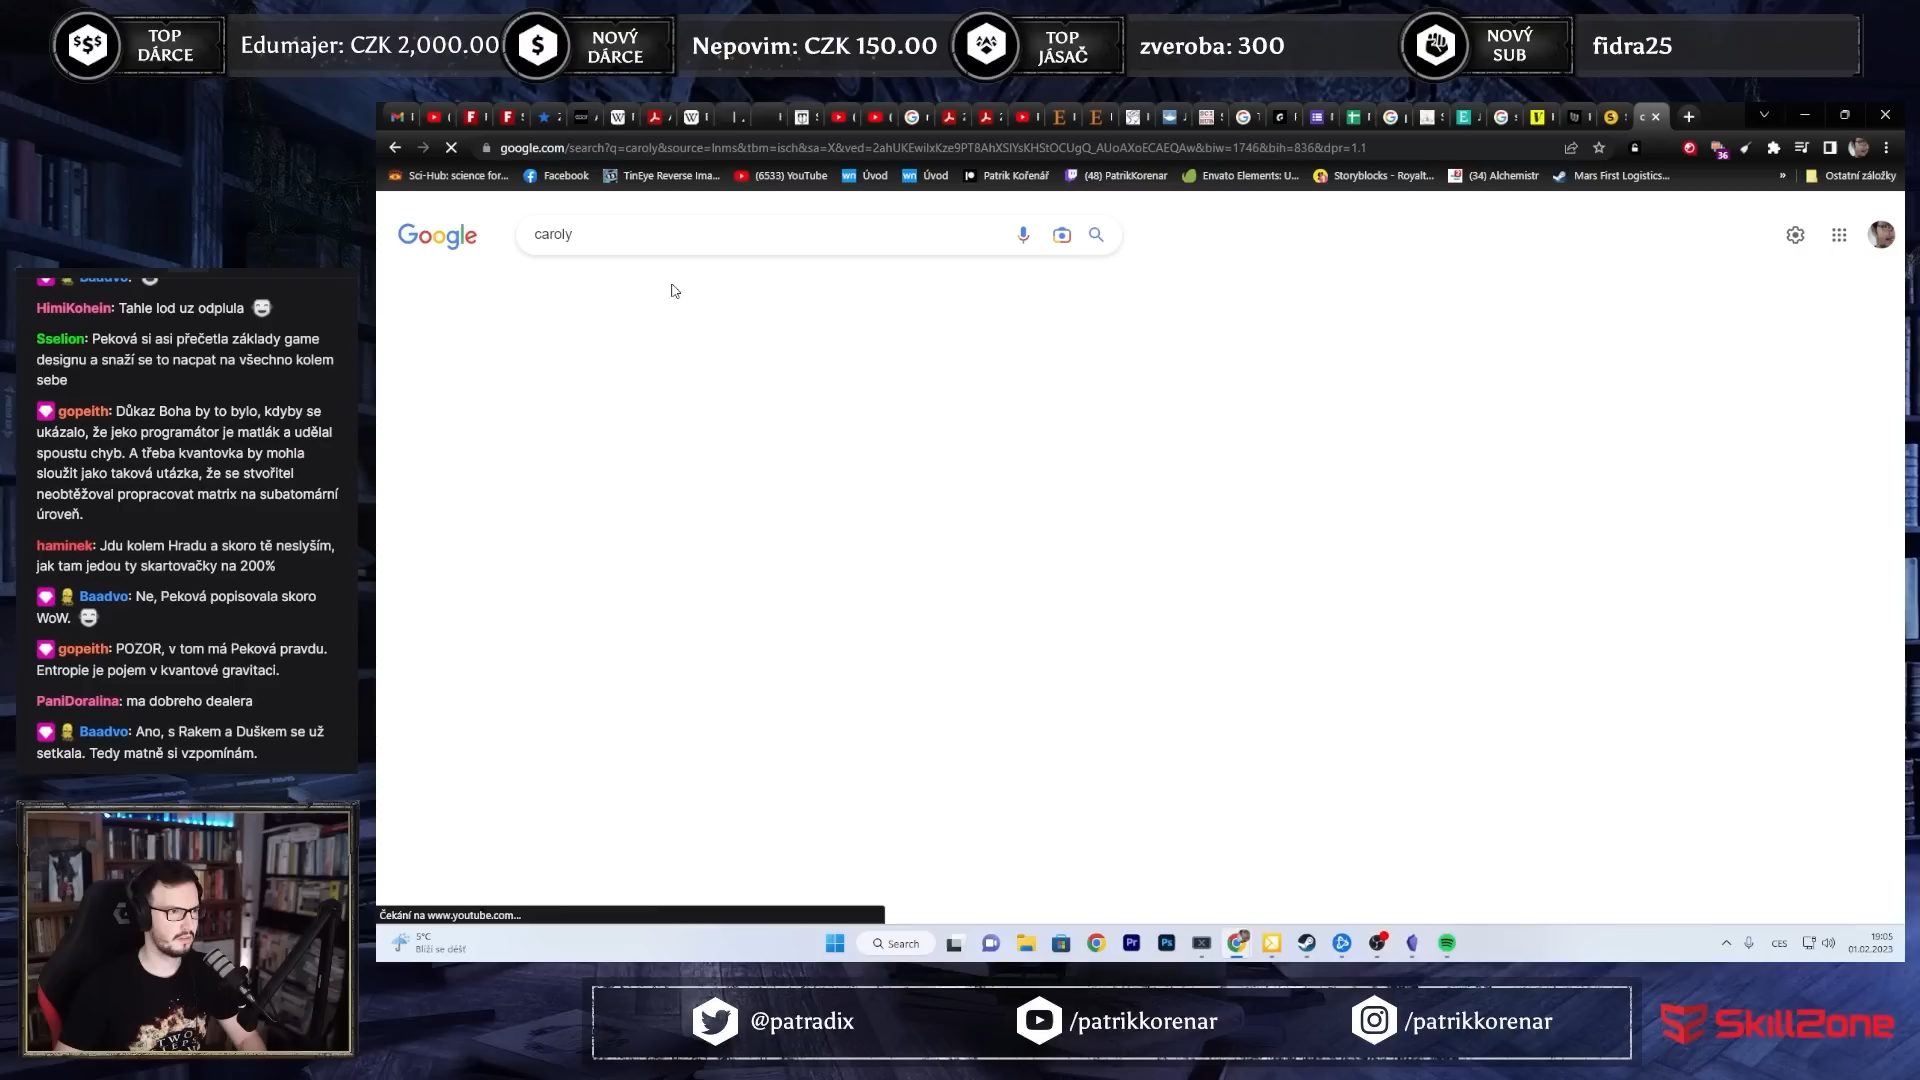 TOP
DÁRCE
Edumajer: CZK 2,000.00
NOVÝ
DÁRCE
Nepovim: CZK 150.00
TOP
JÁSAČ
zveroba: 300
NOVÝ
SUB
fidra25
google.com/search?q=caroly&source=lnms&tbm=isch&sa=X&ved=2ahUKEwilxKze9PT8AhXSlYsKHStOCUgQ_AUoAXoECAEQAw&biw=1746&bih=836&dpr=1.1
36
Sci-Hub: science for...
Facebook
TinEye Reverse Ima...
(6533) YouTube
Úvod
Úvod
Patrik Kořenář
(48) PatrikKorenar
Envato Elements: U...
Storyblocks - Royalt...
(34) Alchemistr
Mars First Logistics...
»
Ostatní záložky
Google
caroly
Baadvo:
HimiKohein: Tahle lod uz odplula
Sselion: Peková si asi přečetla základy game
designu a snaží se to nacpat na všechno kolem
sebe
gopeith: Důkaz Boha by to bylo, kdyby se
ukázalo, že jeko programátor je matlák a udělal
spoustu chyb. A třeba kvantovka by mohla
sloužit jako taková utázka, že se stvořitel
neobtěžoval propracovat matrix na subatomární
úroveň.
haminek: Jdu kolem Hradu a skoro tě neslyším,
jak tam jedou ty skartovačky na 200%
Baadvo: Ne, Peková popisovala skoro
WoW.
gopeith: POZOR, v tom má Peková pravdu.
Entropie je pojem v kvantové gravitaci.
PaniDoralina: ma dobreho dealera
Baadvo: Ano, s Rakem a Duškem se už
setkala. Tedy matně si vzpomínám.
Čekání na www.youtube.com...
5°C
Blíží se déšť
Search
Pr
Ps
CES
19:05
01.02.2023
@patradix
/patrikkorenar
/patrikkorenar
SkillZone